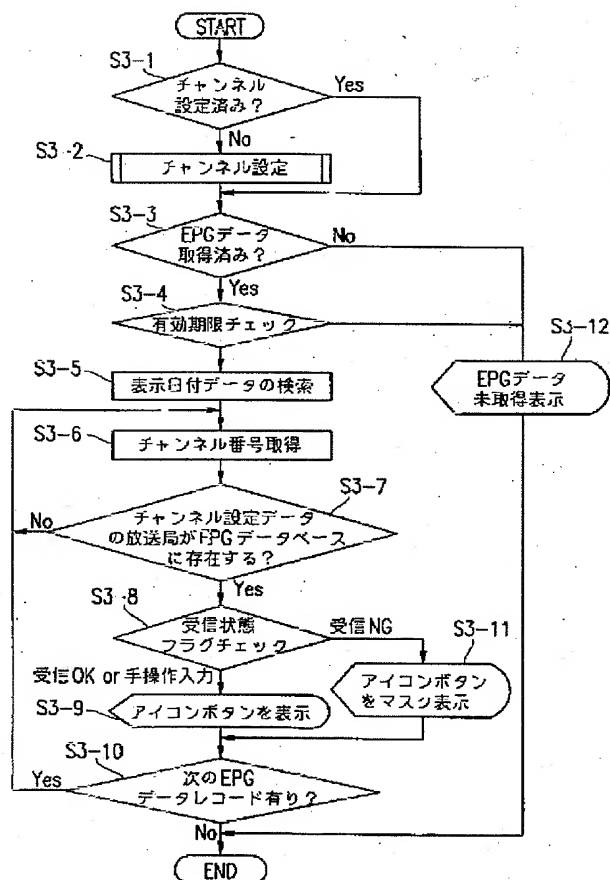 START
S3-1
チャンネル
設定済み?
Yes
No
S3-2
チャンネル設定
S3-3
EPGデータ
取得済み?
No
Yes
S3-4
有効期限チェック
S3-12
EPGデータ
未取得表示
S3-5
表示日付データの検索
S3-6
チャンネル番号取得
S3-7
No
チャンネル設定データ
の放送局がEPGデータベース
に存在する?
Yes
S3-8
受信状態
フラグチェック
受信NG
S3-11
アイコンボタン
をマスク表示
受信OK or 手操作入力
S3-9
アイコンボタンを表示
S3-10
Yes
次のEPG
データレコード有り?
No
END